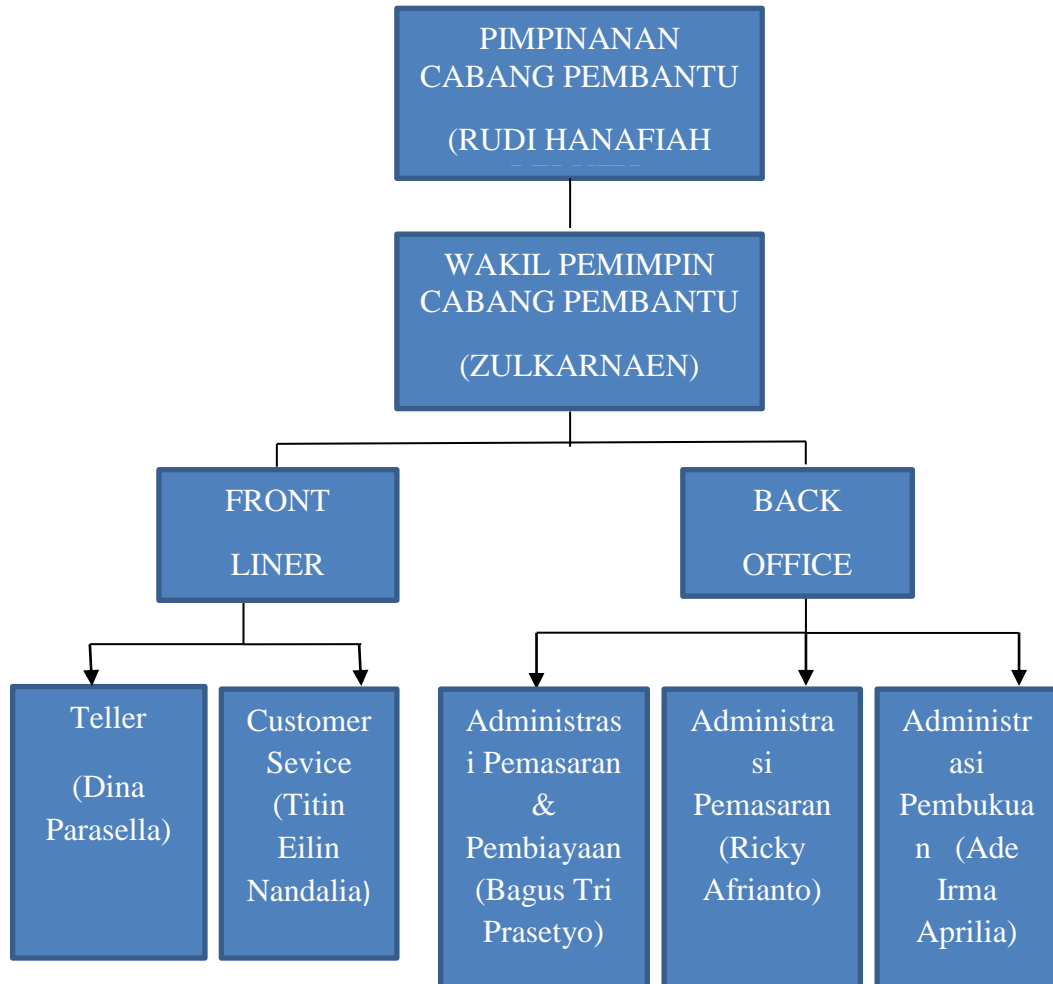 PIMPINANAN
CABANG PEMBANTU
(RUDI HANAFIAH
WAKIL PEMIMPIN
CABANG PEMBANTU
(ZULKARNAEN)
FRONT
LINER
BACK
OFFICE
Teller
(Dina
Parasella)
Customer
Sevice
(Titin
Eilin
Nandalia)
Administras
i Pemasaran
&
Pembiayaan
(Bagus Tri
Prasetyo)
Administra
si
Pemasaran
(Ricky
Afrianto)
Administr
asi
Pembukua
n (Ade
Irma
Aprilia)